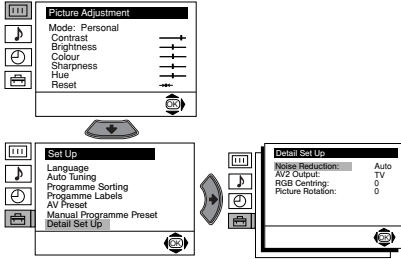 Picture Adjustment
Mode: Personal
Contrast
Brightness
Colour
Sharpness
Hue
Reset
OK
Set Up
Language
Auto Tuning
Programme Sorting
Progamme Labels
AV Preset
Manual Programme Preset
Detail Set Up
OK
Detail Set Up
Noise Reduction: Auto
AV2 Output: TV
RGB Centring: 0
Picture Rotation: 0
OK